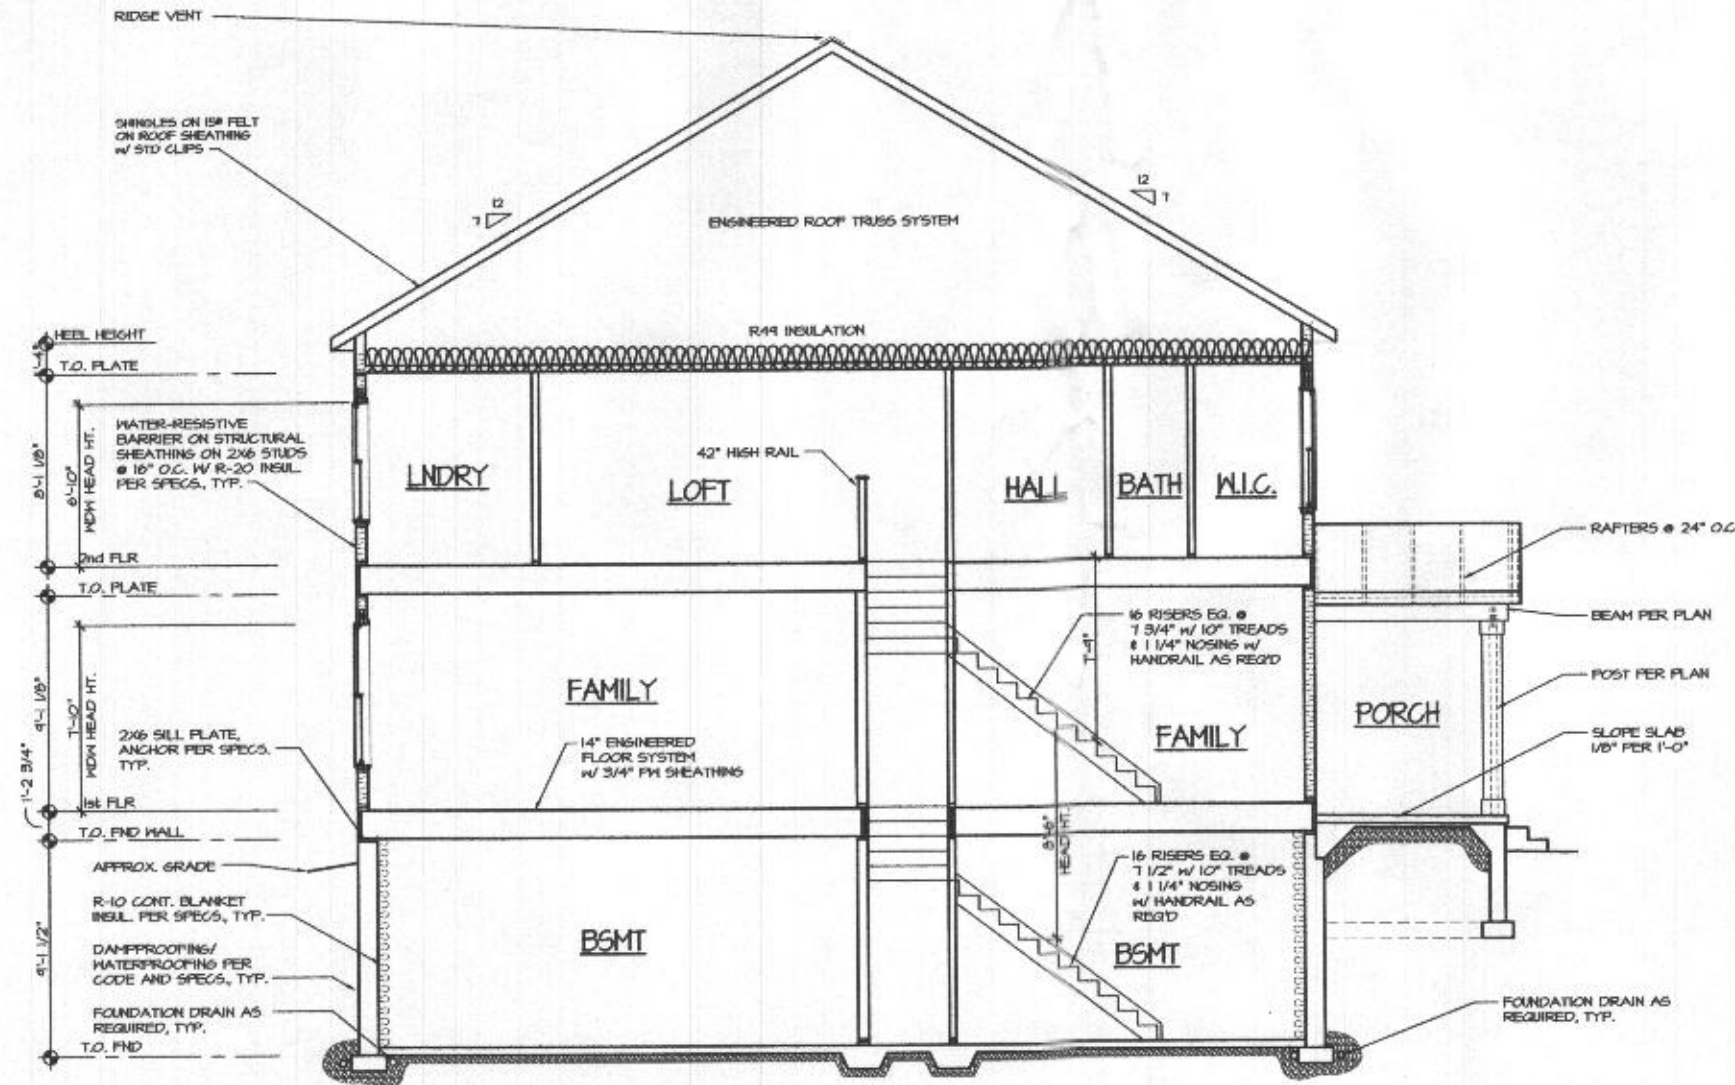 RIDGE VENT
SHINGLES ON 15# FELT
ON ROOF SHEATHING
W/ STD CLIPS
12
7
12
7
ENGINEERED ROOF TRUSS SYSTEM
HEEL HEIGHT
R49 INSULATION
T.O. PLATE
WATER-RESISTIVE
BARRIER ON STRUCTURAL
SHEATHING ON 2X6 STUDS
@ 16" O.C. W/ R-20 INSUL.
PER SPECS., TYP.
8'-1 1/8"
6'-10"
WDW HEAD HT.
42" HIGH RAIL
LNDRY
LOFT
HALL
BATH
W.I.C.
RAFTERS @ 24" O.C
2nd FLR
T.O. PLATE
16 RISERS EQ. @
7 3/4" W/ 10" TREADS
& 1 1/4" NOSING W/
HANDRAIL AS REQ'D
7'-4"
BEAM PER PLAN
POST PER PLAN
FAMILY
FAMILY
PORCH
SLOPE SLAB
1/8" PER 1'-0"
9'-1 1/8"
7'-10"
WDW HEAD HT.
2X6 SILL PLATE,
ANCHOR PER SPECS.
TYP.
14" ENGINEERED
FLOOR SYSTEM
W/ 3/4" PW SHEATHING
1'-2 3/4"
1st FLR
T.O. FND WALL
HEAD HT.
APPROX. GRADE
16 RISERS EQ. @
7 1/2" W/ 10" TREADS
& 1 1/4" NOSING
W/ HANDRAIL AS
REQ'D
R-10 CONT. BLANKET
INSUL. PER SPECS., TYP.
9'-1 1/2"
BSMT
BSMT
DAMPPROOFING/
WATERPROOFING PER
CODE AND SPECS., TYP.
FOUNDATION DRAIN AS
REQUIRED, TYP.
FOUNDATION DRAIN AS
REQUIRED, TYP.
T.O. FND